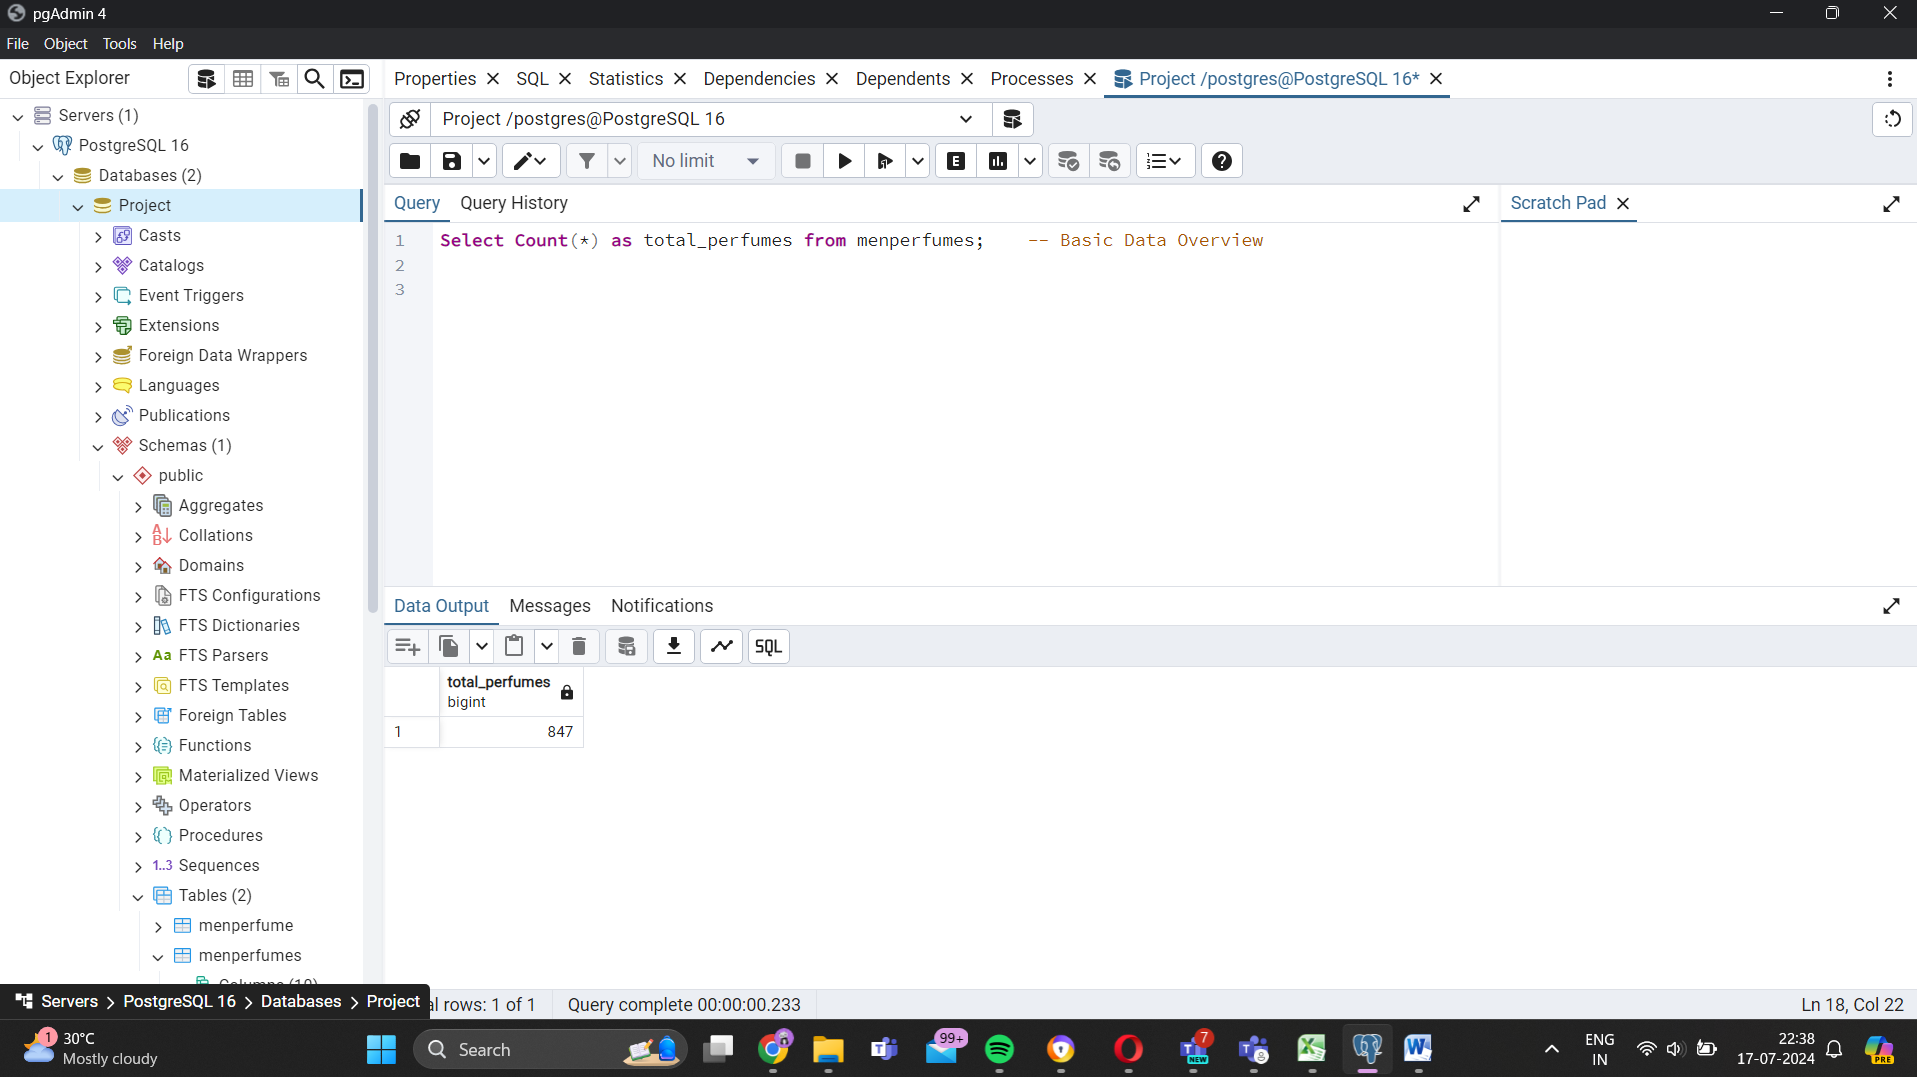 pgAdmin 4
File Object Tools Help
Object Explorer
Properties SQL Statistics Dependencies Dependents Processes Project /postgres@PostgreSQL 16*
Servers (1)
PostgreSQL 16
Databases (2)
Project
Casts
Catalogs
Event Triggers
Extensions
Foreign Data Wrappers
Languages
Publications
Schemas (1)
public
Aggregates
Collations
Domains
FTS Configurations
FTS Dictionaries
Aa FTS Parsers
FTS Templates
Foreign Tables
Functions
Materialized Views
Operators
Procedures
1..3 Sequences
Tables (2)
menperfume
menperfumes
Servers > PostgreSQL 16 > Databases > Project
Project /postgres@PostgreSQL 16
No limit
E
Query Query History
Scratch Pad
1 Select Count(*) as total_perfumes from menperfumes; -- Basic Data Overview
2
3
Data Output Messages Notifications
SQL
total_perfumes
bigint
1 847
al rows: 1 of 1 Query complete 00:00:00.233
Ln 18, Col 22
1
30°C
Mostly cloudy
Search
99+
7
NEW
ENG
IN
22:38
17-07-2024
PRE